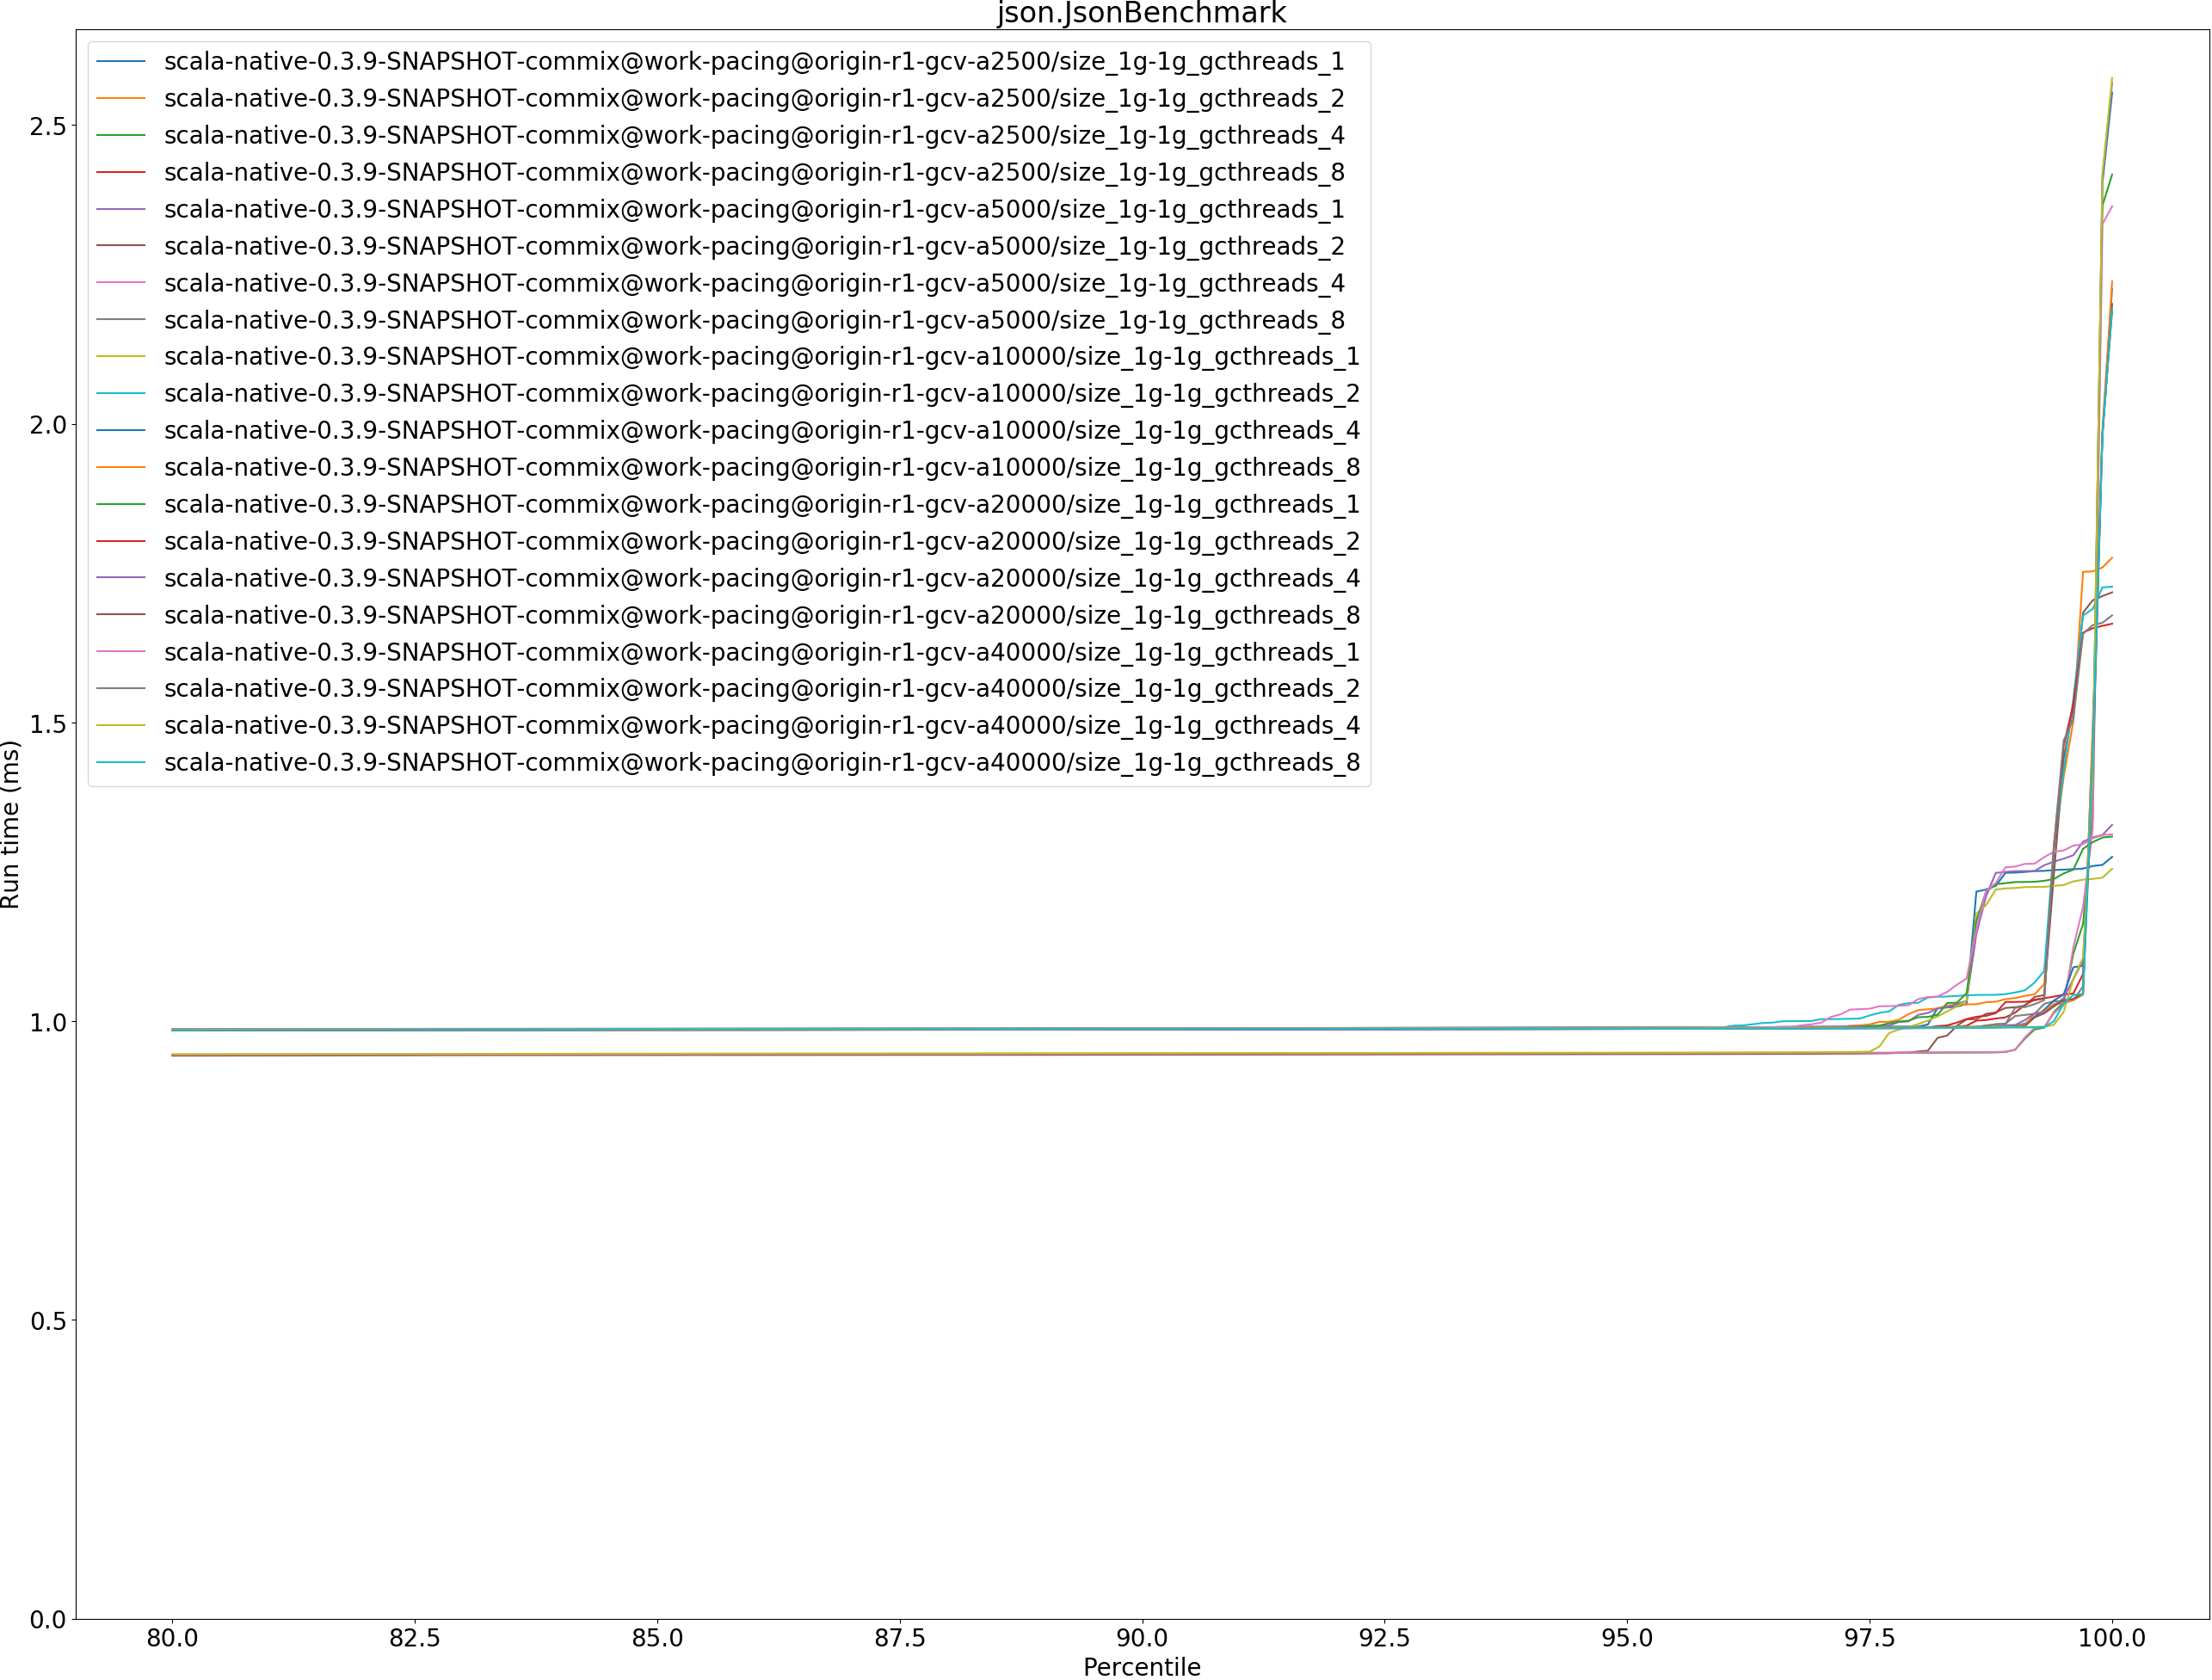 json.JsonBenchmark
scala-native-0.3.9-SNAPSHOT-commix@work-pacing@origin-r1-gcv-a2500/size_1g-1g_gcthreads_1
scala-native-0.3.9-SNAPSHOT-commix@work-pacing@origin-r1-gcv-a2500/size_1g-1g_gcthreads_2
scala-native-0.3.9-SNAPSHOT-commix@work-pacing@origin-r1-gcv-a2500/size_1g-1g_gcthreads_4
scala-native-0.3.9-SNAPSHOT-commix@work-pacing@origin-r1-gcv-a2500/size_1g-1g_gcthreads_8
scala-native-0.3.9-SNAPSHOT-commix@work-pacing@origin-r1-gcv-a5000/size_1g-1g_gcthreads_1
scala-native-0.3.9-SNAPSHOT-commix@work-pacing@origin-r1-gcv-a5000/size_1g-1g_gcthreads_2
scala-native-0.3.9-SNAPSHOT-commix@work-pacing@origin-r1-gcv-a5000/size_1g-1g_gcthreads_4
scala-native-0.3.9-SNAPSHOT-commix@work-pacing@origin-r1-gcv-a5000/size_1g-1g_gcthreads_8
scala-native-0.3.9-SNAPSHOT-commix@work-pacing@origin-r1-gcv-a10000/size_1g-1g_gcthreads_1
scala-native-0.3.9-SNAPSHOT-commix@work-pacing@origin-r1-gcv-a10000/size_1g-1g_gcthreads_2
scala-native-0.3.9-SNAPSHOT-commix@work-pacing@origin-r1-gcv-a10000/size_1g-1g_gcthreads_4
scala-native-0.3.9-SNAPSHOT-commix@work-pacing@origin-r1-gcv-a10000/size_1g-1g_gcthreads_8
scala-native-0.3.9-SNAPSHOT-commix@work-pacing@origin-r1-gcv-a20000/size_1g-1g_gcthreads_1
scala-native-0.3.9-SNAPSHOT-commix@work-pacing@origin-r1-gcv-a20000/size_1g-1g_gcthreads_2
scala-native-0.3.9-SNAPSHOT-commix@work-pacing@origin-r1-gcv-a20000/size_1g-1g_gcthreads_4
scala-native-0.3.9-SNAPSHOT-commix@work-pacing@origin-r1-gcv-a20000/size_1g-1g_gcthreads_8
scala-native-0.3.9-SNAPSHOT-commix@work-pacing@origin-r1-gcv-a40000/size_1g-1g_gcthreads_1
scala-native-0.3.9-SNAPSHOT-commix@work-pacing@origin-r1-gcv-a40000/size_1g-1g_gcthreads_2
scala-native-0.3.9-SNAPSHOT-commix@work-pacing@origin-r1-gcv-a40000/size_1g-1g_gcthreads_4
scala-native-0.3.9-SNAPSHOT-commix@work-pacing@origin-r1-gcv-a40000/size_1g-1g_gcthreads_8
2.5
2.0
1.5
1.0
0.5
0.0
Run time (ms)
80.0 82.5 85.0 87.5 90.0 92.5 95.0 97.5 100.0
Percentile